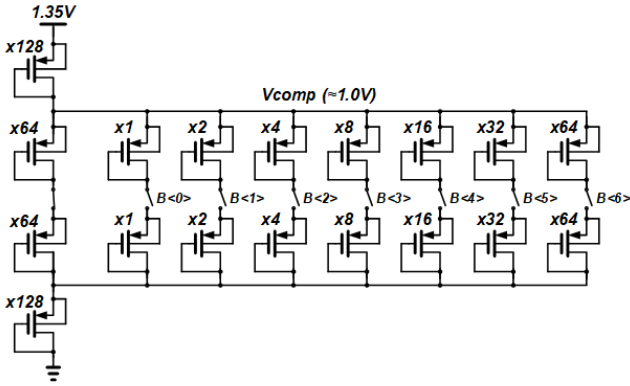 1.35V
x128
Vcomp (≈1.0V)
x64 x1 x2 x4 x8 x16 x32 x64
B<0> B<1> B<2> B<3> B<4> B<5> B<6>
x64 x1 x2 x4 x8 x16 x32 x64
x128